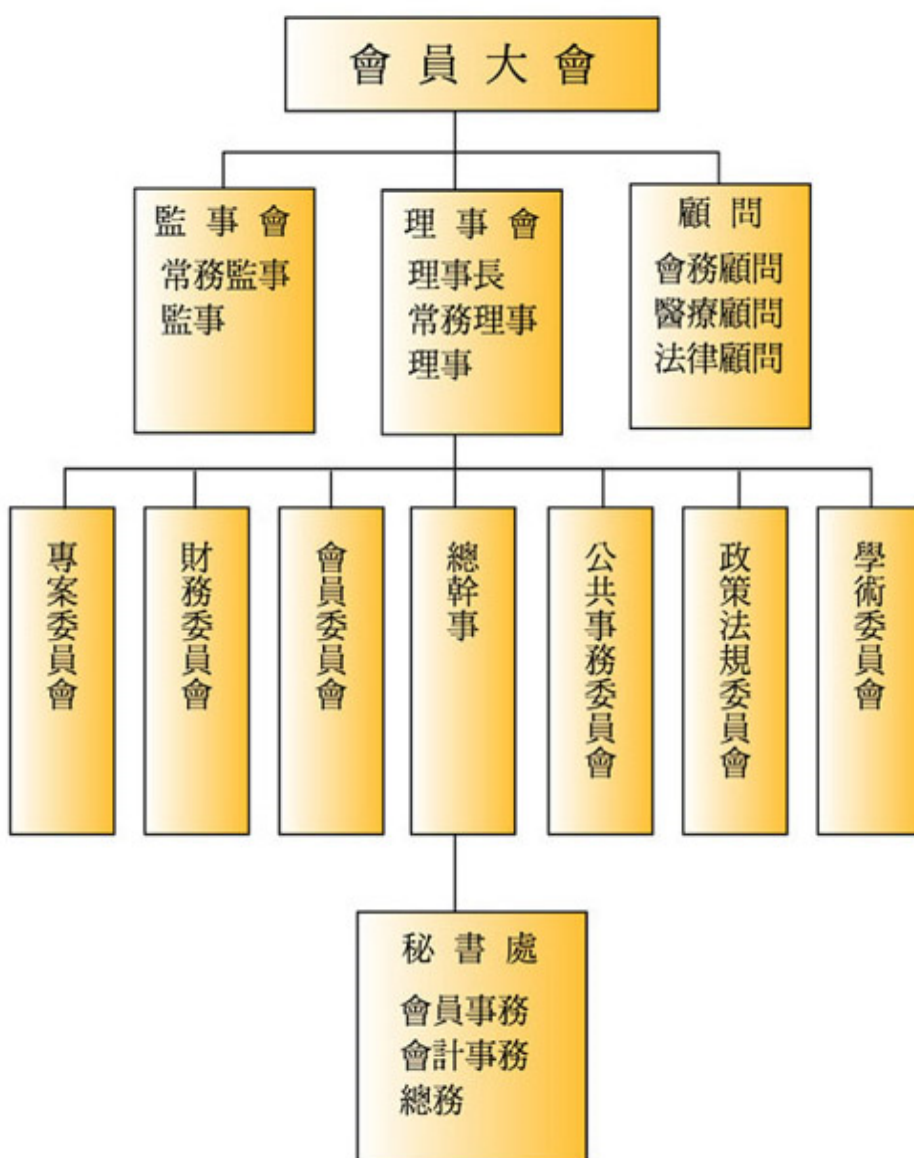 會員大會
監事會
常務監事
監事
理事會
理事長
常務理事
理事
顧問
會務顧問
醫療顧問
法律顧問
專案委員會
財務委員會
會員委員會
總幹事
公共事務委員會
政策法規委員會
學術委員會
秘書處
會員事務
會計事務
總務